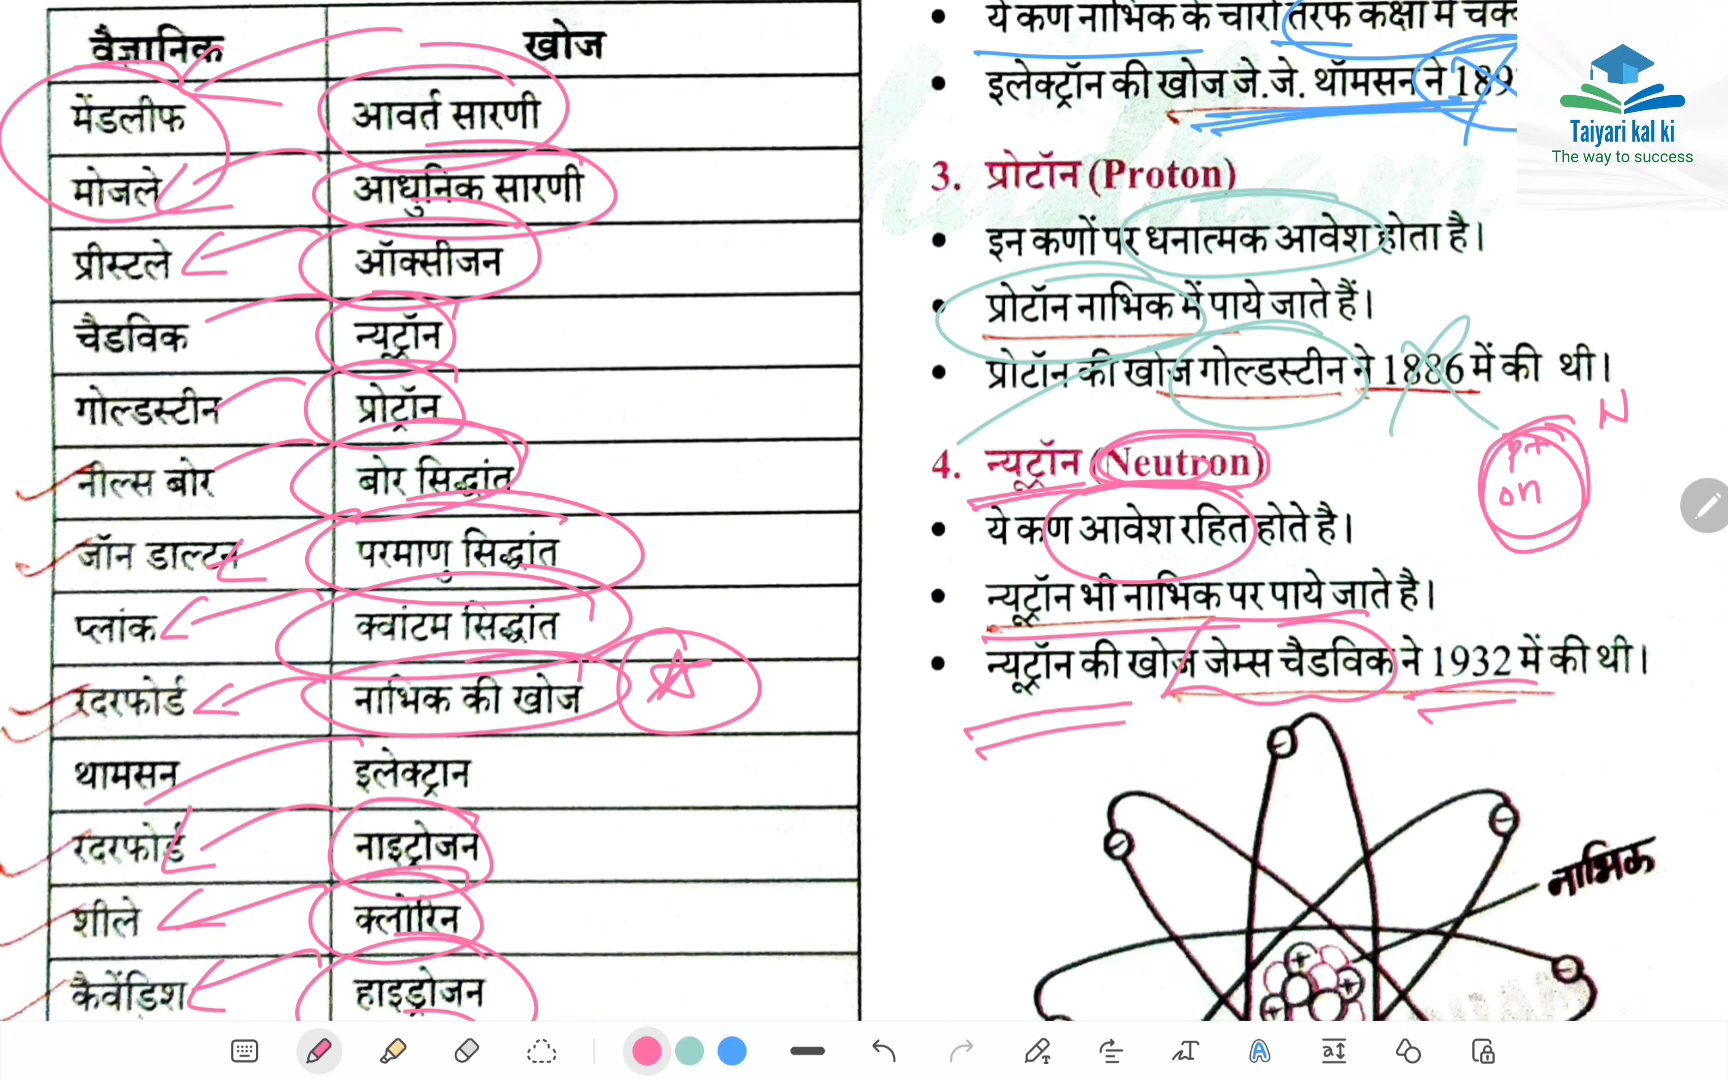 वैज्ञानिक खोज
मेंडलीफ आवर्त सारणी
मोजले आधुनिक सारणी
प्रीस्टले ऑक्सीजन
चैडविक न्यूट्रॉन
गोल्डस्टीन प्रोट्रॉन
नील्स बोर बोर सिद्धांत
जॉन डाल्टन परमाणु सिद्धांत
प्लांक क्वांटम सिद्धांत
रदरफोर्ड नाभिक की खोज
थामसन इलेक्ट्रान
रदरफोर्ड नाइट्रोजन
शीले क्लोरिन
कैवेंडिश हाइड्रोजन
• ये कण नाभिक के चारों तरफ कक्षा में
• इलेक्ट्रॉन की खोज जे.जे. थॉमसन ने 189
3. प्रोटॉन (Proton)
• इन कणों पर धनात्मक आवेश होता है।
• प्रोटॉन नाभिक में पाये जाते हैं।
• प्रोटॉन की खोज गोल्डस्टीन ने 1886 में की थी।
4. न्यूट्रॉन (Neutron)
• ये कण आवेश रहित होते है।
• न्यूट्रॉन भी नाभिक पर पाये जाते है।
• न्यूट्रॉन की खोज जेम्स चैडविक ने 1932 में की थी।
N
p+
on
नाभिक
Taiyari kal ki
The way to success